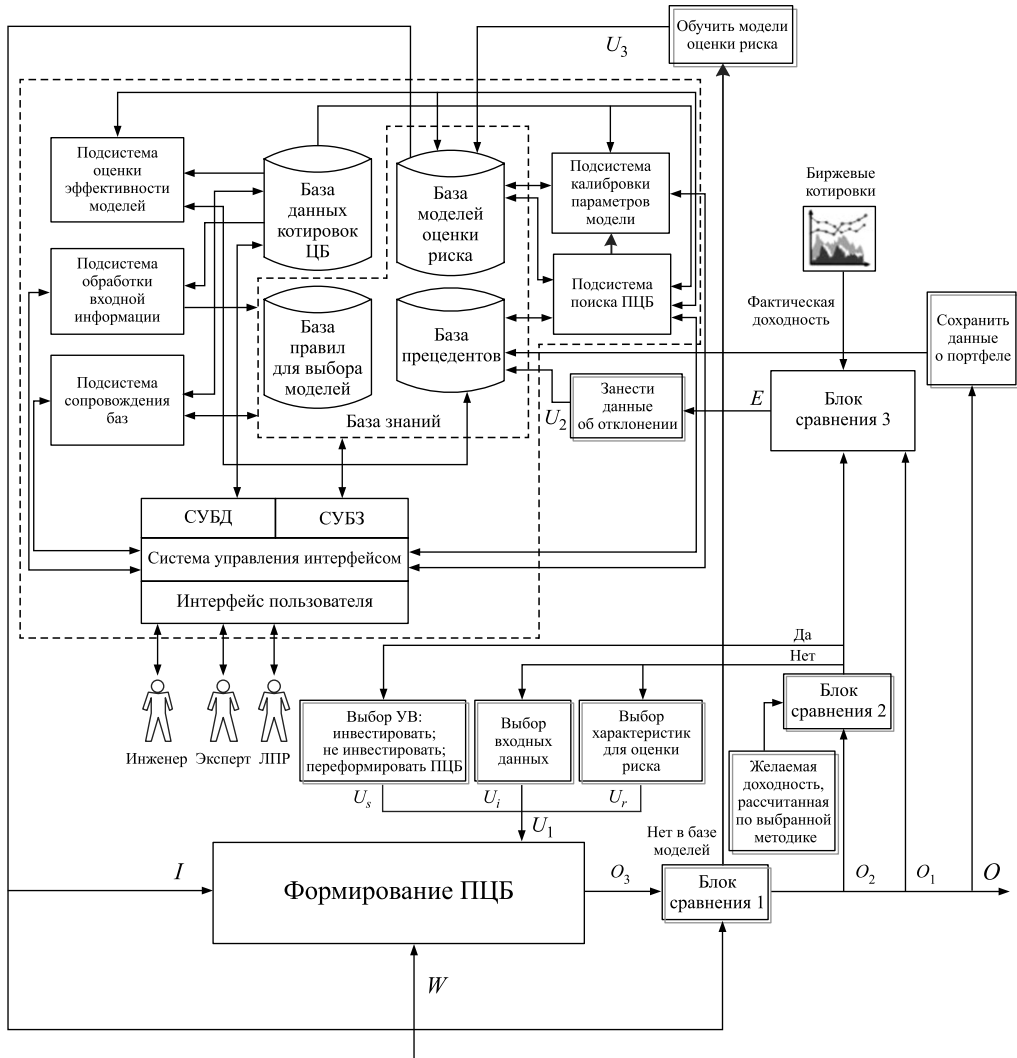 Обучить модели
оценки риска
U3
Подсистема
оценки
эффективности
моделей
База
данных
котировок
ЦБ
База
моделей
оценки
риска
Подсистема
калибровки
параметров
модели
Биржевые
котировки
Подсистема
обработки
входной
информации
База
правил
для выбора
моделей
База
прецедентов
Подсистема
поиска ПЦБ
Фактическая
доходность
Сохранить
данные
о портфеле
Подсистема
сопровождения
баз
База знаний
U2
Занести
данные
об отклонении
E
Блок
сравнения 3
СУБД
СУБЗ
Система управления интерфейсом
Интерфейс пользователя
Инженер
Эксперт
ЛПР
Да
Нет
Выбор УВ:
инвестировать;
не инвестировать;
переформировать ПЦБ
Выбор
входных
данных
Выбор
характеристик
для оценки
риска
Блок
сравнения 2
Желаемая
доходность,
рассчитанная
по выбранной
методике
Us
Ui
Ur
U1
Нет в базе
моделей
I
Формирование ПЦБ
O3
Блок
сравнения 1
O2
O1
O
W